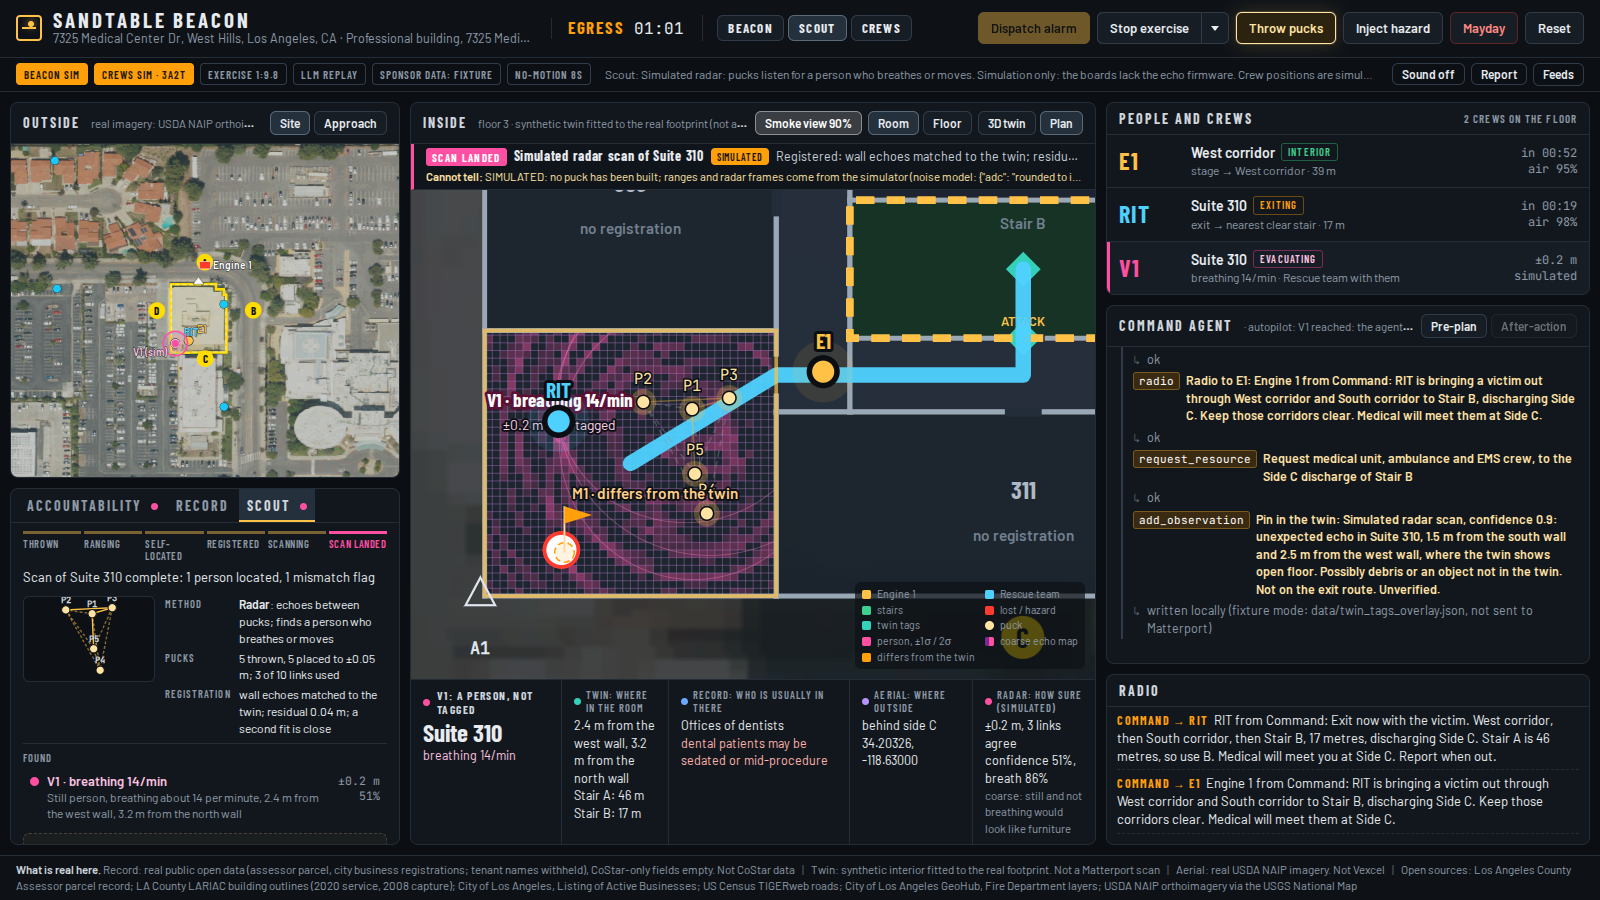 SANDTABLE BEACON
7325 Medical Center Dr, West Hills, Los Angeles, CA · Professional building, 7325 Medi...
EGRESS 01:01
BEACON
SCOUT
CREWS
Dispatch alarm
Stop exercise
Throw pucks
Inject hazard
Mayday
Reset
BEACON SIM
CREWS SIM · 3A2T
EXERCISE 1:9.8
LLM REPLAY
SPONSOR DATA: FIXTURE
NO-MOTION 8S
Scout: Simulated radar: pucks listen for a person who breathes or moves. Simulation only: the boards lack the echo firmware. Crew positions are simul...
Sound off
Report
Feeds
OUTSIDE
real imagery: USDA NAIP orthoi...
Site
Approach
Engine 1
D
B
C
E1
V1 (sim)
ACCOUNTABILITY
RECORD
SCOUT
THROWN
RANGING
SELF-LOCATED
REGISTERED
SCANNING
SCAN LANDED
Scan of Suite 310 complete: 1 person located, 1 mismatch flag
P2
P1
P3
P5
P4
METHOD
Radar: echoes between
pucks; finds a person who
breathes or moves
PUCKS
5 thrown, 5 placed to ±0.05
m; 3 of 10 links used
REGISTRATION
wall echoes matched to the
twin; residual 0.04 m; a
second fit is close
FOUND
V1 · breathing 14/min
±0.2 m
51%
Still person, breathing about 14 per minute, 2.4 m from
the west wall, 3.2 m from the north wall
INSIDE
floor 3 · synthetic twin fitted to the real footprint (not a...
Smoke view 90%
Room
Floor
3D twin
Plan
SCAN LANDED
Simulated radar scan of Suite 310
SIMULATED
Registered: wall echoes matched to the twin; residu...
Cannot tell: SIMULATED: no puck has been built; ranges and radar frames come from the simulator (noise model: {"adc": "rounded to i...
no registration
Stair B
ATTACK
E1
RIT
P2
P1
P3
V1 · breathing 14/min
±0.2 m
tagged
P5
M1 · differs from the twin
311
no registration
A1
C
Engine 1
Rescue team
stairs
lost / hazard
twin tags
puck
person, ±1σ / 2σ
coarse echo map
differs from the twin
V1: A PERSON, NOT TAGGED
Suite 310
breathing 14/min
TWIN: WHERE IN THE ROOM
2.4 m from the
west wall, 3.2
m from the
north wall
Stair A: 46 m
Stair B: 17 m
RECORD: WHO IS USUALLY IN THERE
Offices of dentists
dental patients may be
sedated or mid-procedure
AERIAL: WHERE OUTSIDE
behind side C
34.20326,
-118.63000
RADAR: HOW SURE (SIMULATED)
±0.2 m, 3 links
agree
confidence 51%,
breath 86%
coarse: still and not
breathing would
look like furniture
PEOPLE AND CREWS
2 CREWS ON THE FLOOR
E1
West corridor INTERIOR
stage → West corridor · 39 m
in 00:52
air 95%
RIT
Suite 310 EXITING
exit → nearest clear stair · 17 m
in 00:19
air 98%
V1
Suite 310 EVACUATING
breathing 14/min · Rescue team with them
±0.2 m
simulated
COMMAND AGENT
· autopilot: V1 reached: the agent...
Pre-plan
After-action
↳ ok
radio Radio to E1: Engine 1 from Command: RIT is bringing a victim out
through West corridor and South corridor to Stair B, discharging Side
C. Keep those corridors clear. Medical will meet them at Side C.
↳ ok
request_resource Request medical unit, ambulance and EMS crew, to the
Side C discharge of Stair B
↳ ok
add_observation Pin in the twin: Simulated radar scan, confidence 0.9:
unexpected echo in Suite 310, 1.5 m from the south wall
and 2.5 m from the west wall, where the twin shows
open floor. Possibly debris or an object not in the twin.
Not on the exit route. Unverified.
↳ written locally (fixture mode: data/twin_tags_overlay.json, not sent to
Matterport)
RADIO
COMMAND → RIT RIT from Command: Exit now with the victim. West corridor,
then South corridor, then Stair B, 17 metres, discharging Side C. Stair A is 46
metres, so use B. Medical will meet you at Side C. Report when out.
COMMAND → E1 Engine 1 from Command: RIT is bringing a victim out through
West corridor and South corridor to Stair B, discharging Side C. Keep those
corridors clear. Medical will meet them at Side C.
What is real here. Record: real public open data (assessor parcel, city business registrations; tenant names withheld), CoStar-only fields empty. Not CoStar data | Twin: synthetic interior fitted to the real footprint. Not a Matterport scan | Aerial: real USDA NAIP imagery. Not Vexcel | Open sources: Los Angeles County
Assessor parcel record; LA County LARIAC building outlines (2020 service, 2008 capture); City of Los Angeles, Listing of Active Businesses; US Census TIGERweb roads; City of Los Angeles GeoHub, Fire Department layers; USDA NAIP orthoimagery via the USGS National Map